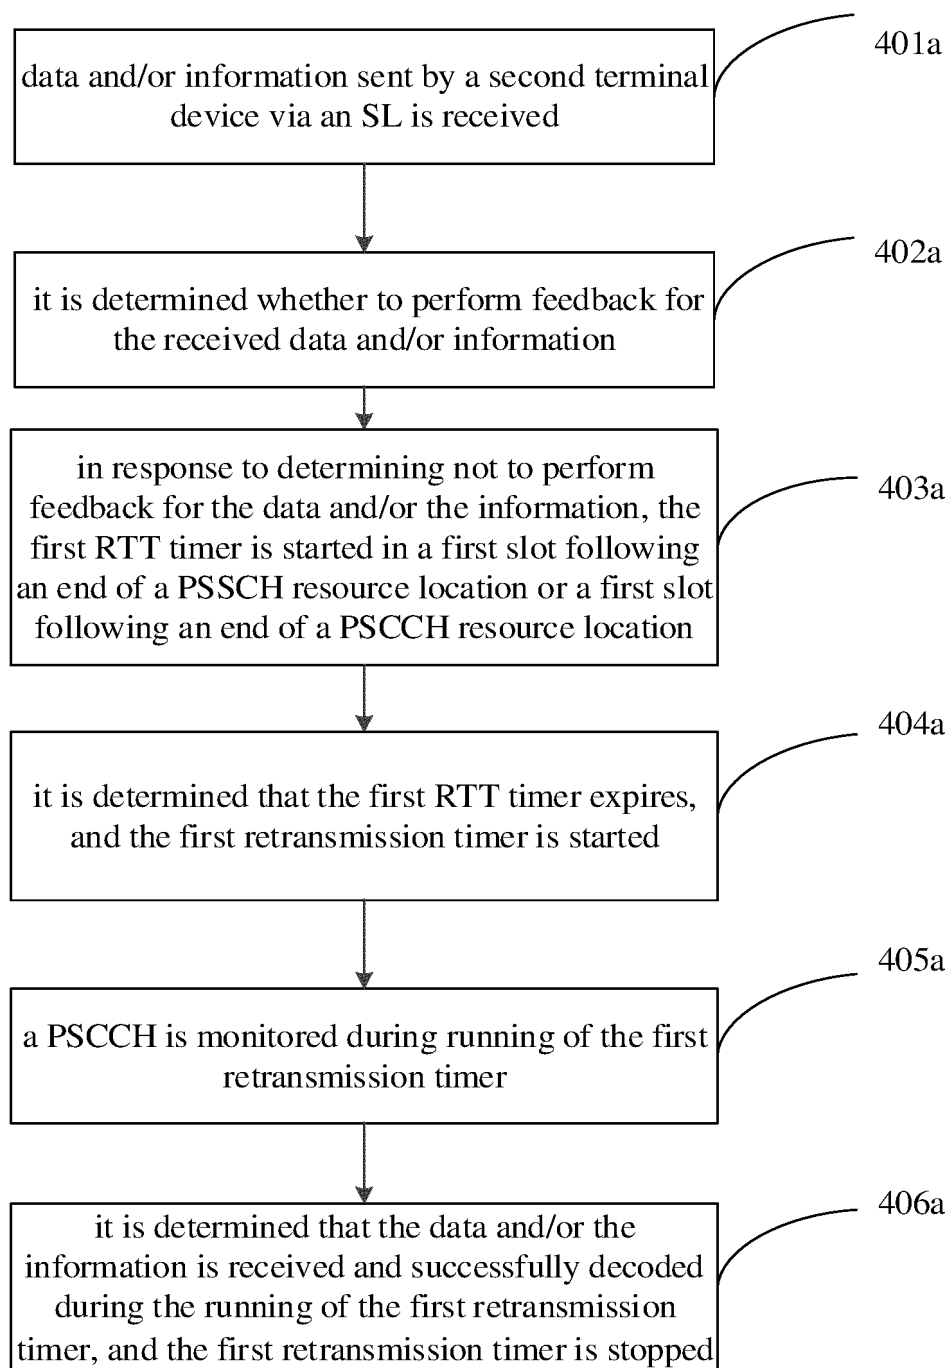 401a
data and/or information sent by a second terminal
device via an SL is received
402a
it is determined whether to perform feedback for
the received data and/or information
403a
in response to determining not to perform
feedback for the data and/or the information, the
first RTT timer is started in a first slot following
an end of a PSSCH resource location or a first slot
following an end of a PSCCH resource location
404a
it is determined that the first RTT timer expires,
and the first retransmission timer is started
405a
a PSCCH is monitored during running of the first
retransmission timer
406a
it is determined that the data and/or the
information is received and successfully decoded
during the running of the first retransmission
timer, and the first retransmission timer is stopped